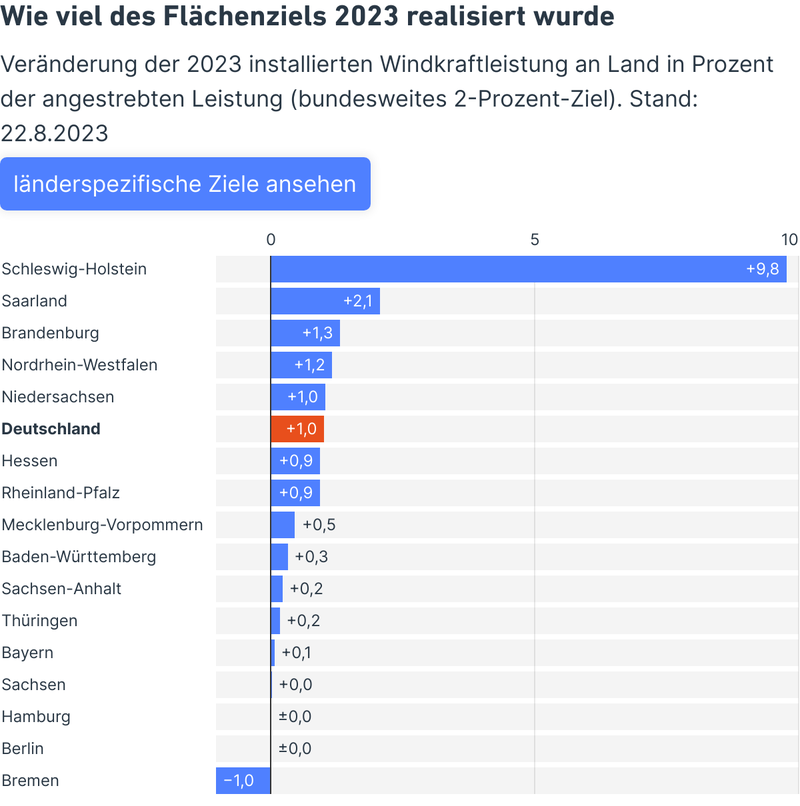 Wie viel des Flächenziels 2023 realisiert wurde
Veränderung der 2023 installierten Windkraftleistung an Land in Prozent
der angestrebten Leistung (bundesweites 2-Prozent-Ziel). Stand:
22.8.2023
länderspezifische Ziele ansehen
0 5 10
Schleswig-Holstein +9,8
Saarland +2,1
Brandenburg +1,3
Nordrhein-Westfalen +1,2
Niedersachsen +1,0
Deutschland +1,0
Hessen +0,9
Rheinland-Pfalz +0,9
Mecklenburg-Vorpommern +0,5
Baden-Württemberg +0,3
Sachsen-Anhalt +0,2
Thüringen +0,2
Bayern +0,1
Sachsen +0,0
Hamburg ±0,0
Berlin ±0,0
Bremen −1,0